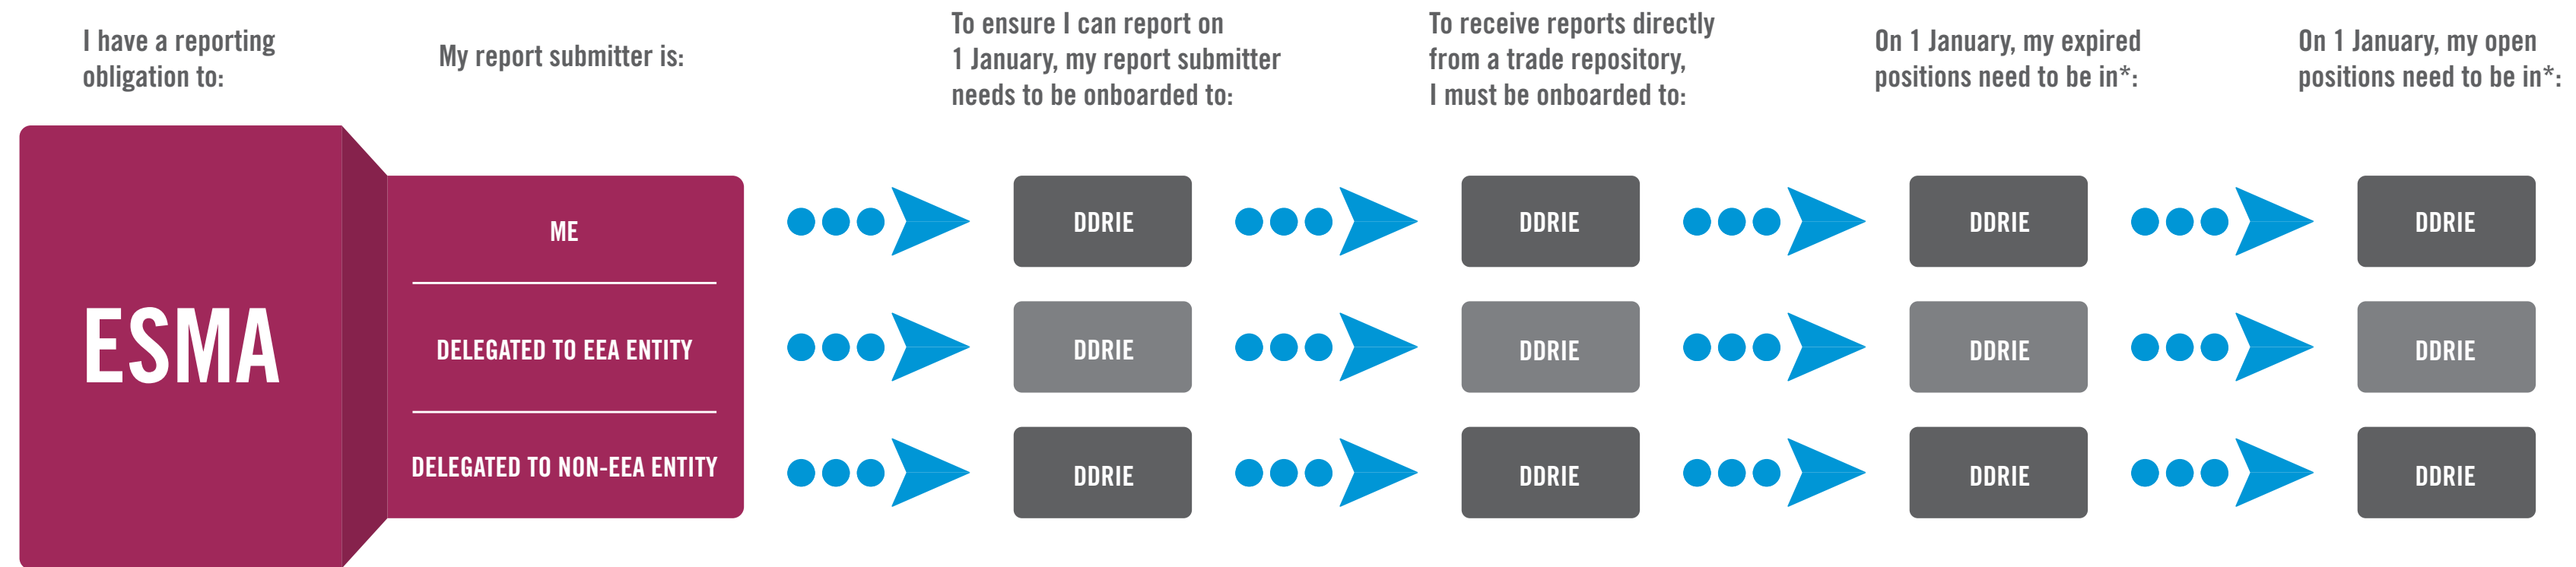 I have a reporting
obligation to:
My report submitter is:
To ensure I can report on
1 January, my report submitter
needs to be onboarded to:
To receive reports directly
from a trade repository,
I must be onboarded to:
On 1 January, my expired
positions need to be in*:
On 1 January, my open
positions need to be in*:
ESMA
ME
DDRIE
DDRIE
DDRIE
DDRIE
DELEGATED TO EEA ENTITY
DDRIE
DDRIE
DDRIE
DDRIE
DELEGATED TO NON-EEA ENTITY
DDRIE
DDRIE
DDRIE
DDRIE